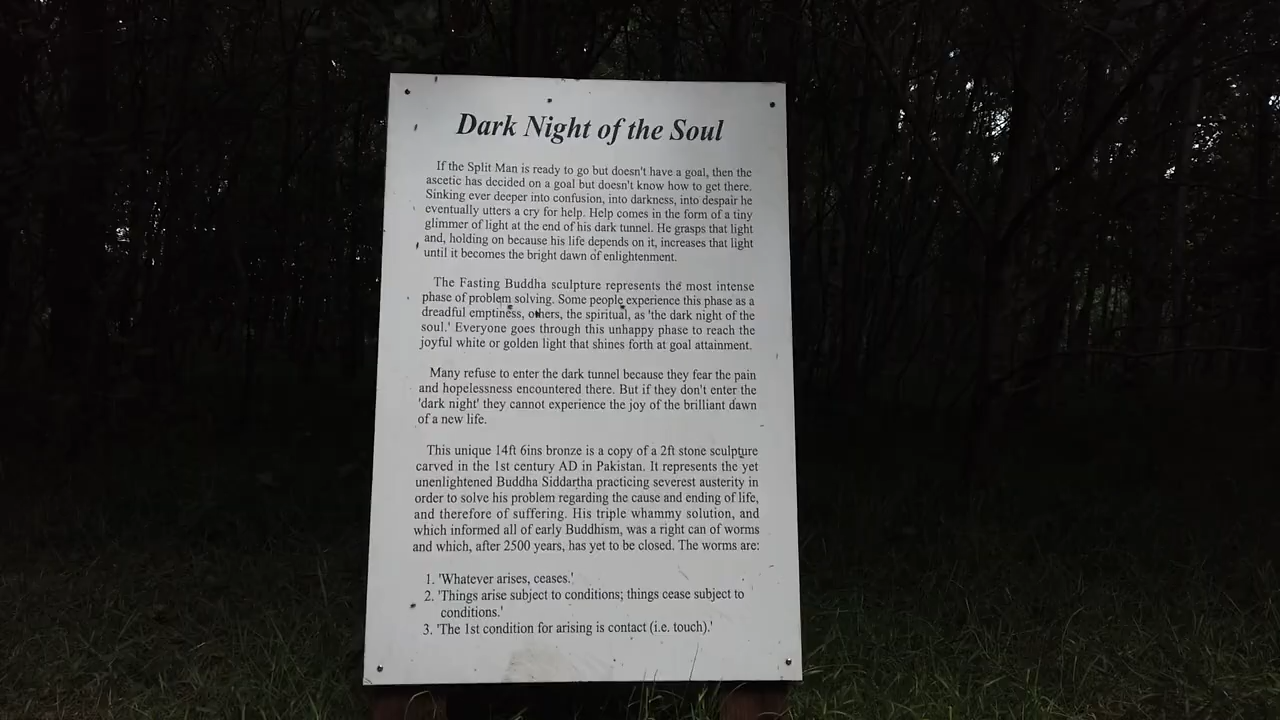 Dark Night of the Soul
If the Split Man is ready to go but doesn't have a goal, then the
ascetic has decided on a goal but doesn't know how to get there.
Sinking ever deeper into confusion, into darkness, into despair he
eventually utters a cry for help. Help comes in the form of a tiny
glimmer of light at the end of his dark tunnel. He grasps that light
and, holding on because his life depends on it, increases that light
until it becomes the bright dawn of enlightenment.
The Fasting Buddha sculpture represents the most intense
phase of problem solving. Some people experience this phase as a
dreadful emptiness, others, the spiritual, as 'the dark night of the
soul.' Everyone goes through this unhappy phase to reach the
joyful white or golden light that shines forth at goal attainment.
Many refuse to enter the dark tunnel because they fear the pain
and hopelessness encountered there. But if they don't enter the
'dark night' they cannot experience the joy of the brilliant dawn
of a new life.
This unique 14ft 6ins bronze is a copy of a 2ft stone sculpture
carved in the 1st century AD in Pakistan. It represents the yet
unenlightened Buddha Siddartha practicing severest austerity in
order to solve his problem regarding the cause and ending of life,
and therefore of suffering. His triple whammy solution, and
which informed all of early Buddhism, was a right can of worms
and which, after 2500 years, has yet to be closed. The worms are:
1. 'Whatever arises, ceases.'
2. 'Things arise subject to conditions; things cease subject to
conditions.'
3. 'The 1st condition for arising is contact (i.e. touch).'